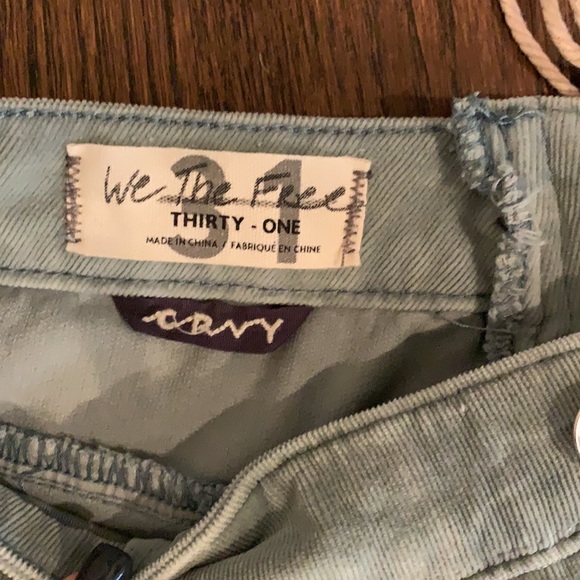 We The Free
31
THIRTY - ONE
MADE IN CHINA / FABRIQUÉ EN CHINE
CRVY